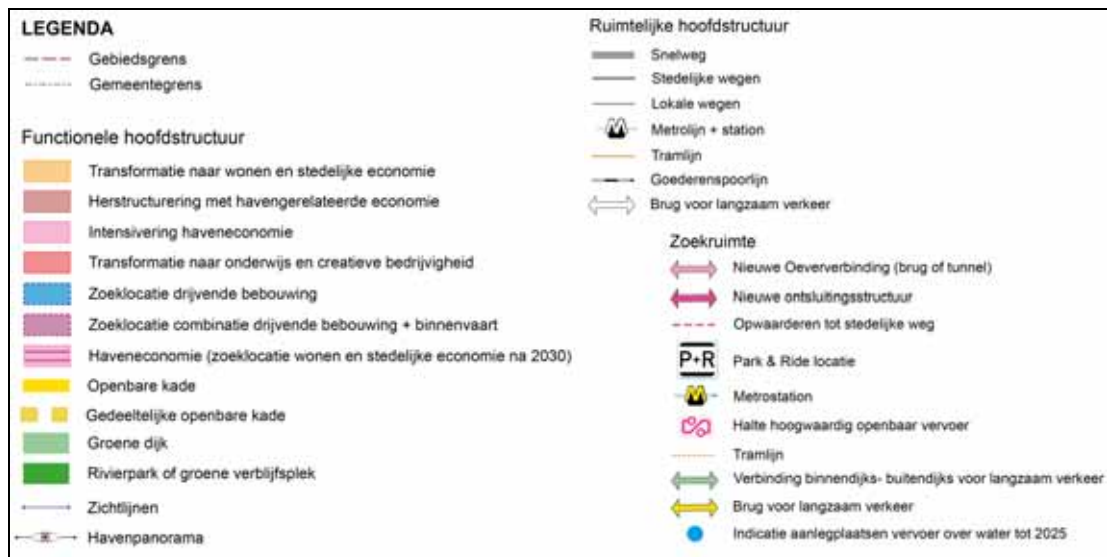 LEGENDA
Gebiedsgrens
Gemeentegrens
Functionele hoofdstructuur
Transformatie naar wonen en stedelijke economie
Herstructurering met havengerelateerde economie
Intensivering haveneconomie
Transformatie naar onderwijs en creatieve bedrijvigheid
Zoeklocatie drijvende bebouwing
Zoeklocatie combinatie drijvende bebouwing + binnenvaart
Haveneconomie (zoeklocatie wonen en stedelijke economie na 2030)
Openbare kade
Gedeeltelijke openbare kade
Groene dijk
Rivierpark of groene verblijfsplek
Zichtlijnen
Havenpanorama
Ruimtelijke hoofdstructuur
Snelweg
Stedelijke wegen
Lokale wegen
M Metrolijn + station
Tramlijn
Goederenspoorlijn
Brug voor langzaam verkeer
Zoekruimte
Nieuwe Oeververbinding (brug of tunnel)
Nieuwe ontsluitingsstructuur
Opwaarderen tot stedelijke weg
P+R Park & Ride locatie
M Metrostation
Halte hoogwaardig openbaar vervoer
Tramlijn
Verbinding binnendijks- buitendijks voor langzaam verkeer
Brug voor langzaam verkeer
Indicatie aanlegplaatsen vervoer over water tot 2025